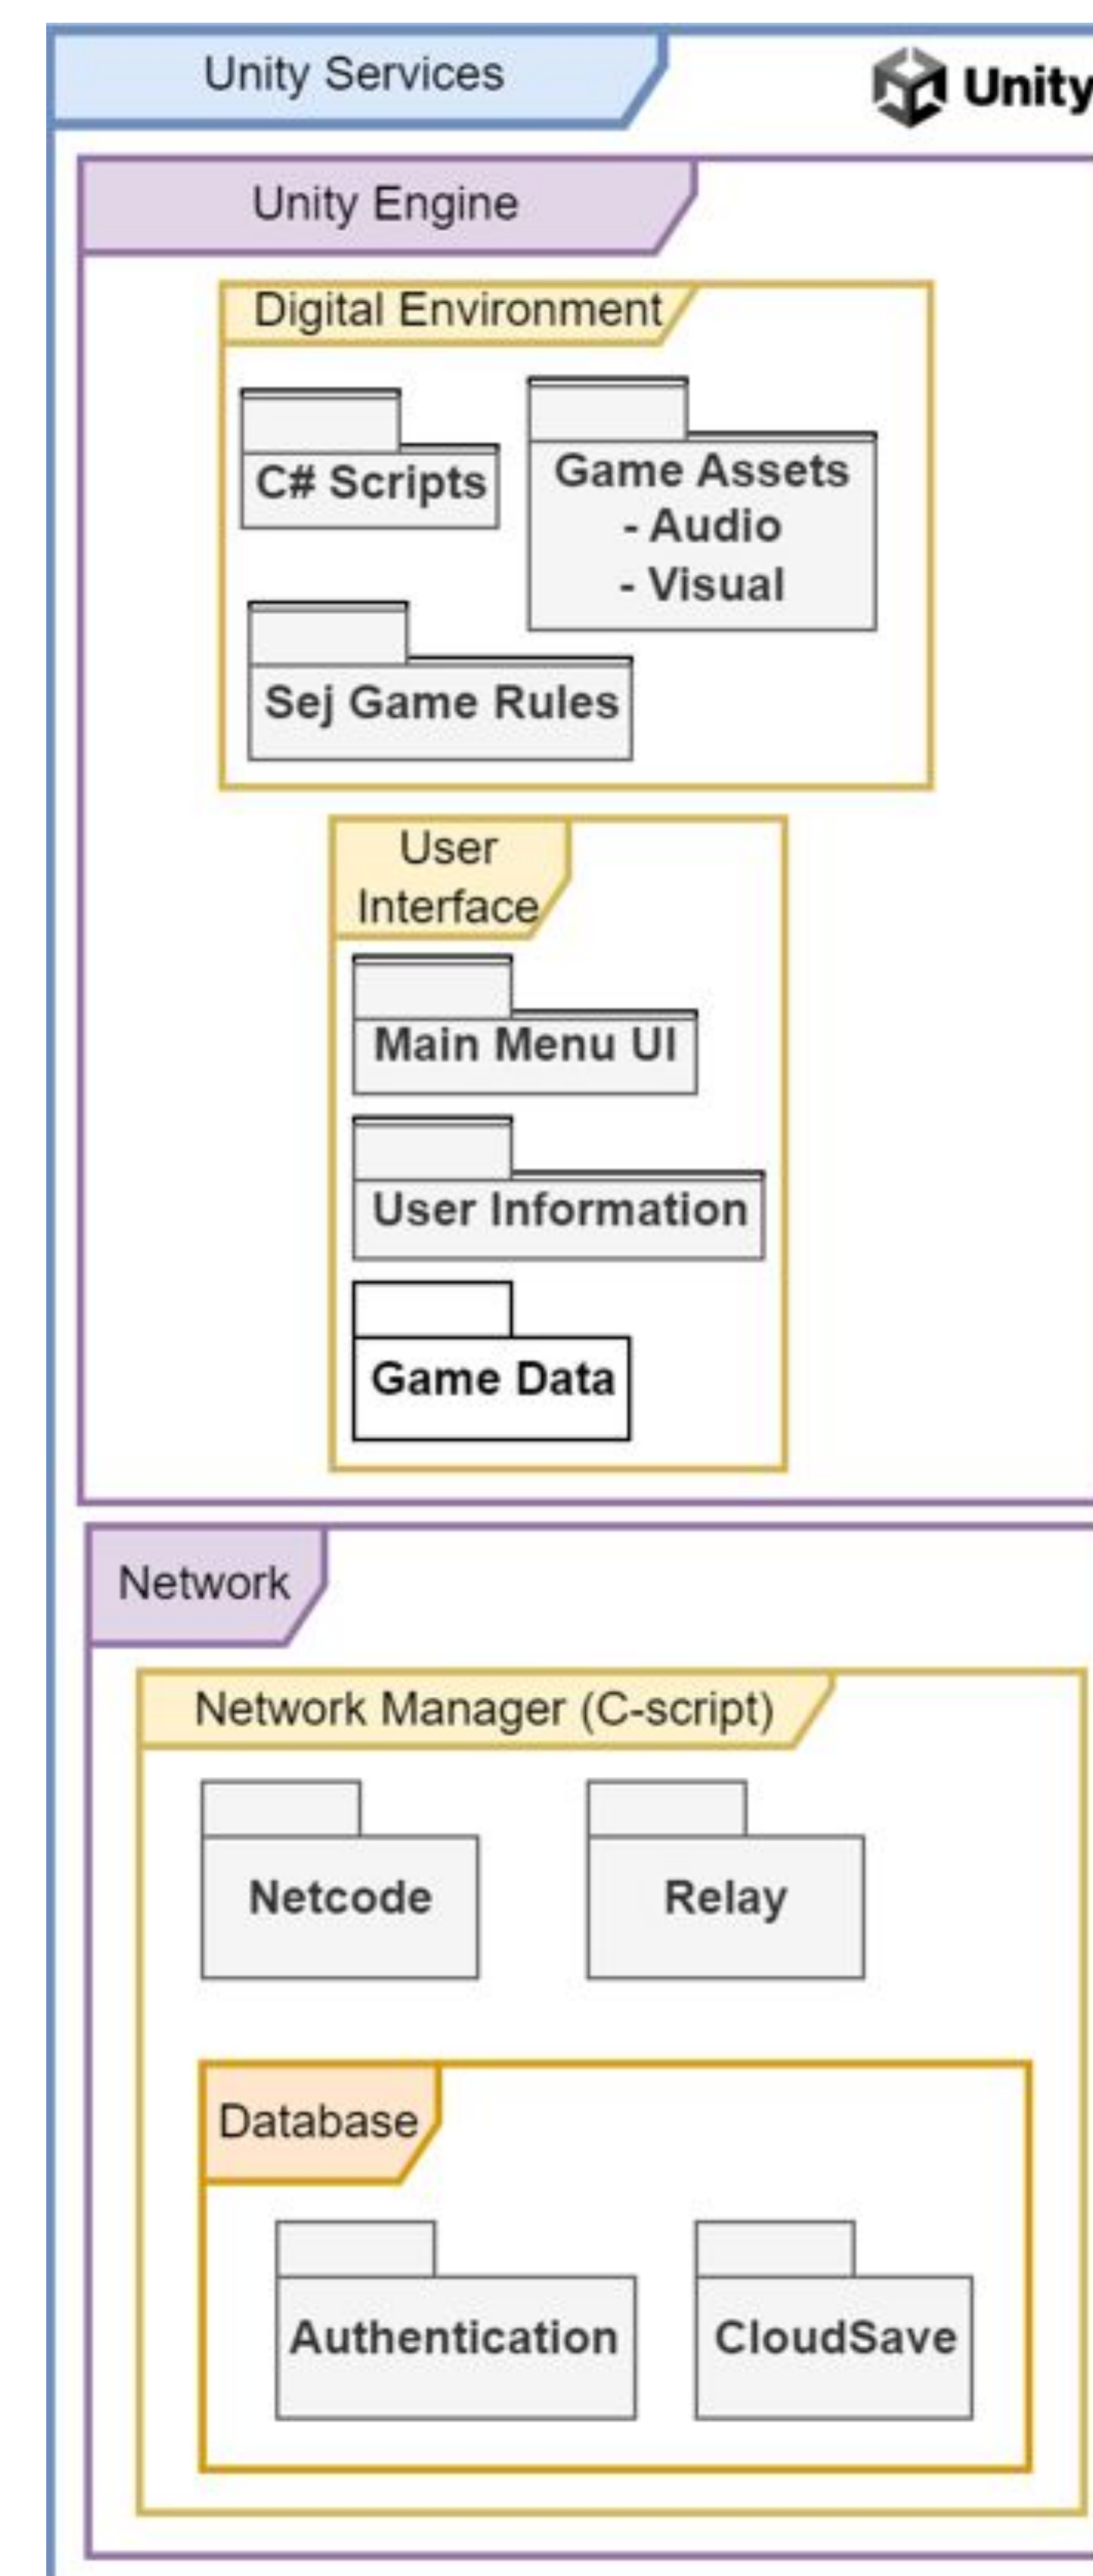 Unity Services
Unity
Unity Engine
Digital Environment
C# Scripts
Game Assets
- Audio
- Visual
Sej Game Rules
User
Interface
Main Menu UI
User Information
Game Data
Network
Network Manager (C-script)
Netcode
Relay
Database
Authentication
CloudSave